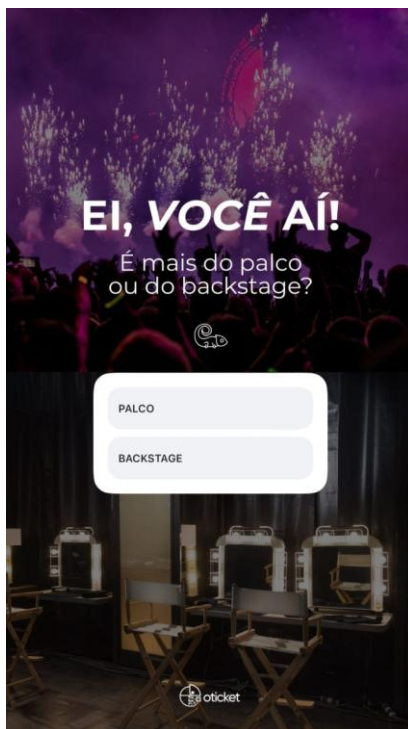 EI, VOCÊ AÍ!
É mais do palco
ou do backstage?
PALCO
BACKSTAGE
oticket